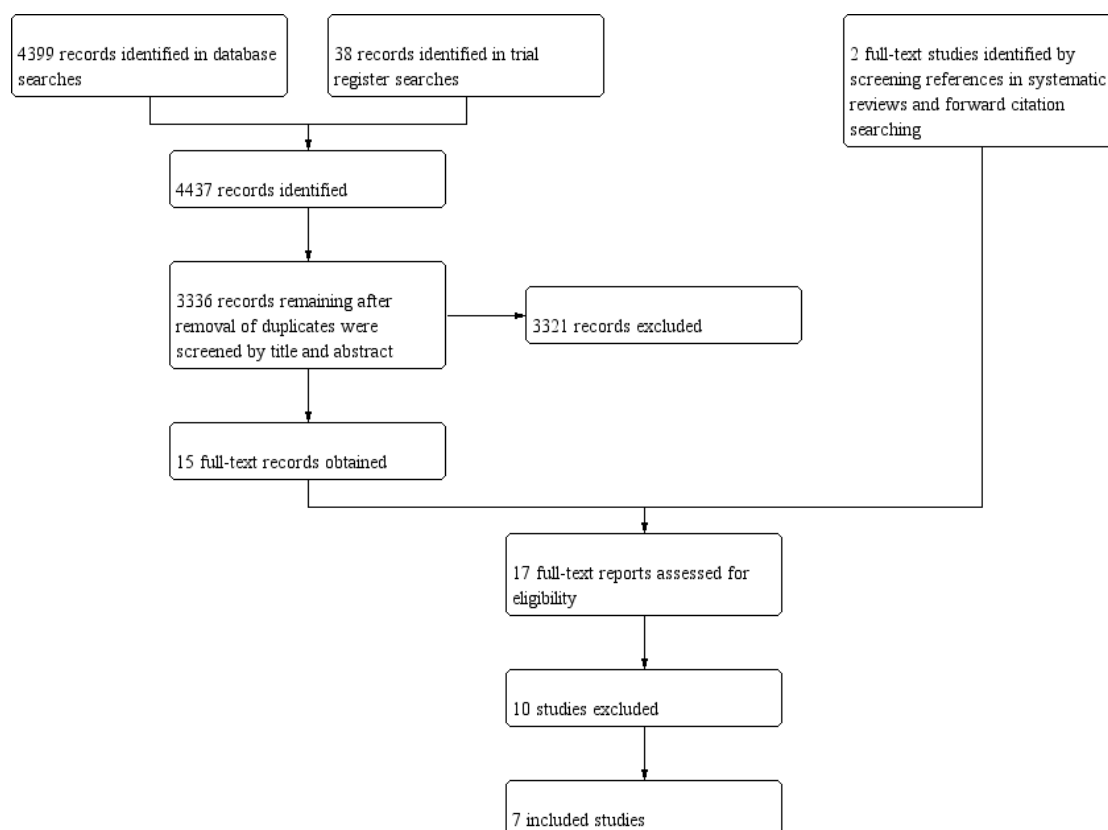 4399 records identified in database
searches
38 records identified in trial
register searches
2 full-text studies identified by
screening references in systematic
reviews and forward citation
searching
4437 records identified
3336 records remaining after
removal of duplicates were
screened by title and abstract
3321 records excluded
15 full-text records obtained
17 full-text reports assessed for
eligibility
10 studies excluded
7 included studies